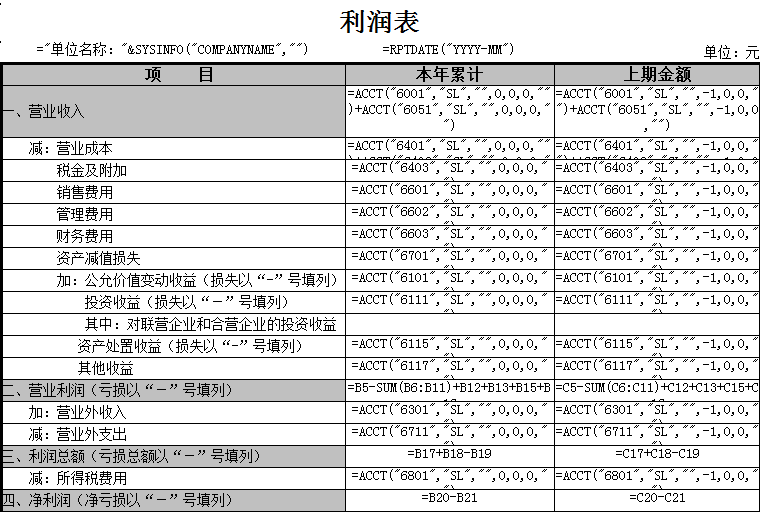 利润表
="单位名称："&SYSINFO("COMPANYNAME","") =RPTDATE("YYYY-MM") 单位：元
项 目 本年累计 上期金额
一、营业收入 =ACCT("6001","SL","",0,0,0,"")+ACCT("6051","SL","",0,0,0,"") =ACCT("6001","SL","",-1,0,0,"")+ACCT("6051","SL","",-1,0,0,"")
减：营业成本 =ACCT("6401","SL","",0,0,0,"" =ACCT("6401","SL","",-1,0,0,"
税金及附加 =ACCT("6403","SL","",0,0,0," =ACCT("6403","SL","",-1,0,0,"
销售费用 =ACCT("6601","SL","",0,0,0," =ACCT("6601","SL","",-1,0,0,"
管理费用 =ACCT("6602","SL","",0,0,0," =ACCT("6602","SL","",-1,0,0,"
财务费用 =ACCT("6603","SL","",0,0,0," =ACCT("6603","SL","",-1,0,0,"
资产减值损失 =ACCT("6701","SL","",0,0,0," =ACCT("6701","SL","",-1,0,0,"
加：公允价值变动收益（损失以“-”号填列） =ACCT("6101","SL","",0,0,0," =ACCT("6101","SL","",-1,0,0,"
投资收益（损失以“－”号填列） =ACCT("6111","SL","",0,0,0," =ACCT("6111","SL","",-1,0,0,"
其中：对联营企业和合营企业的投资收益
资产处置收益（损失以“-”号填列） =ACCT("6115","SL","",0,0,0," =ACCT("6115","SL","",-1,0,0,"
其他收益 =ACCT("6117","SL","",0,0,0," =ACCT("6117","SL","",-1,0,0,"
二、营业利润（亏损以“－”号填列） =B5-SUM(B6:B11)+B12+B13+B15+B =C5-SUM(C6:C11)+C12+C13+C15+C
加：营业外收入 =ACCT("6301","SL","",0,0,0," =ACCT("6301","SL","",-1,0,0,"
减：营业外支出 =ACCT("6711","SL","",0,0,0," =ACCT("6711","SL","",-1,0,0,"
三、利润总额（亏损总额以“－”号填列） =B17+B18-B19 =C17+C18-C19
减：所得税费用 =ACCT("6801","SL","",0,0,0," =ACCT("6801","SL","",-1,0,0,"
四、净利润（净亏损以“－”号填列） =B20-B21 =C20-C21